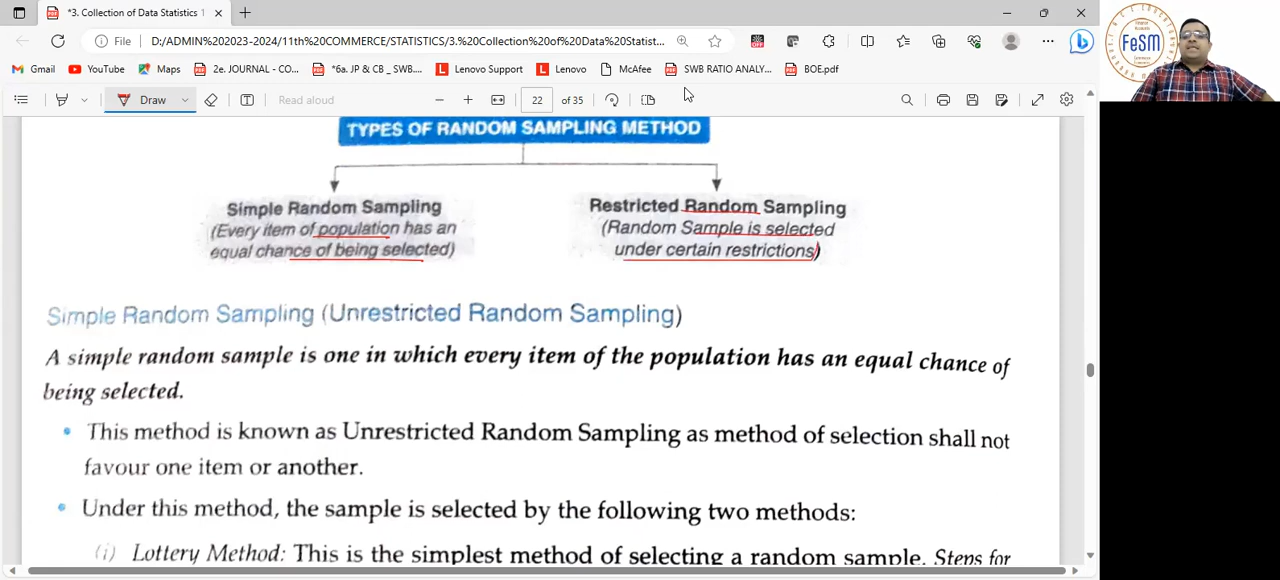 *3. Collection of Data Statistics 1
File
D:/ADMIN%202023-2024/11th%20COMMERCE/STATISTICS/3.%20Collection%20of%20Data%20Statist...
Gmail
YouTube
Maps
2e. JOURNAL - CO...
*6a. JP & CB _SWB....
Lenovo Support
Lenovo
McAfee
SWB RATIO ANALY...
BOE.pdf
Draw
Read aloud
22
of 35
FeSM
TYPES OF RANDOM SAMPLING METHOD
Simple Random Sampling
(Every item of population has an
equal chance of being selected)
Restricted Random Sampling
(Random Sample is selected
under certain restrictions)
Simple Random Sampling (Unrestricted Random Sampling)
A simple random sample is one in which every item of the population has an equal chance of
being selected.
• This method is known as Unrestricted Random Sampling as method of selection shall not
favour one item or another.
• Under this method, the sample is selected by the following two methods:
(i) Lottery Method: This is the simplest method of selecting a random sample. Steps for